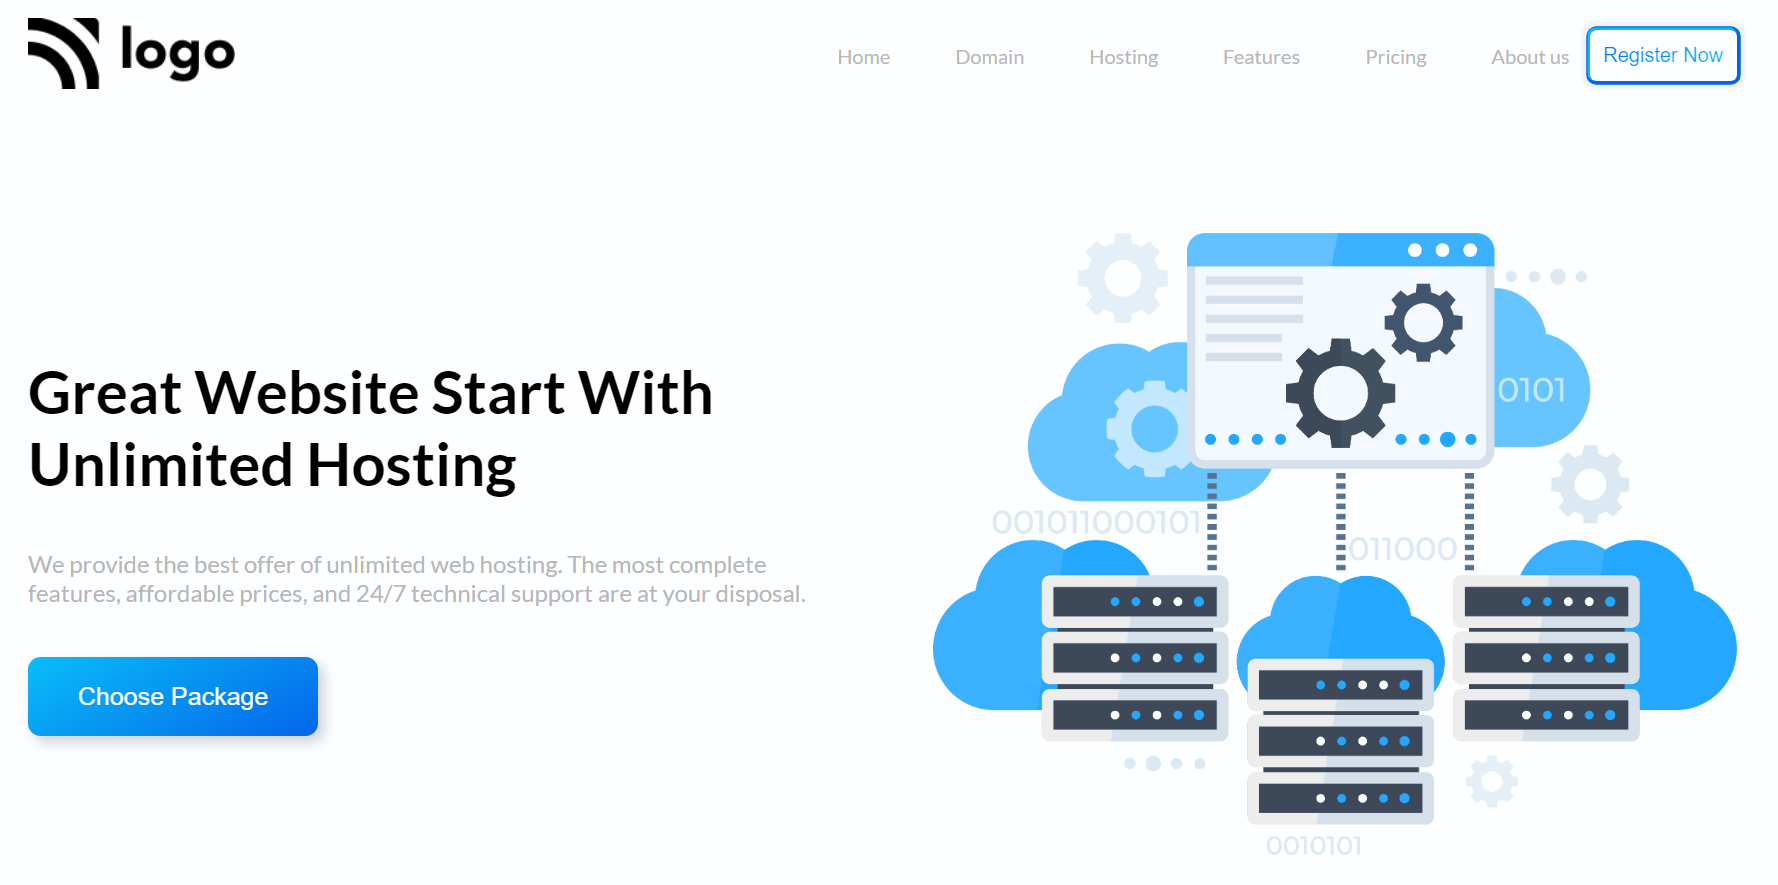 logo
Home Domain Hosting Features Pricing About us Register Now
Great Website Start With
Unlimited Hosting
We provide the best offer of unlimited web hosting. The most complete
features, affordable prices, and 24/7 technical support are at your disposal.
Choose Package
0101
001011000101
011000
0010101